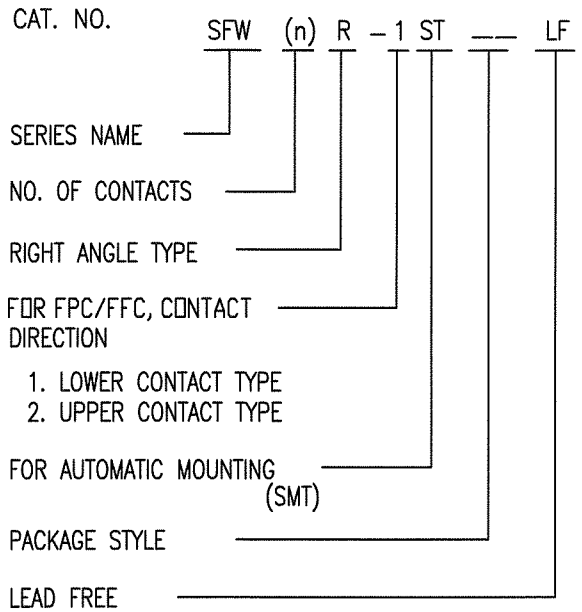 CAT. NO.
SFW (n) R - 1 ST __ LF
SERIES NAME
NO. OF CONTACTS
RIGHT ANGLE TYPE
FOR FPC/FFC, CONTACT
DIRECTION
1. LOWER CONTACT TYPE
2. UPPER CONTACT TYPE
FOR AUTOMATIC MOUNTING
(SMT)
PACKAGE STYLE
LEAD FREE